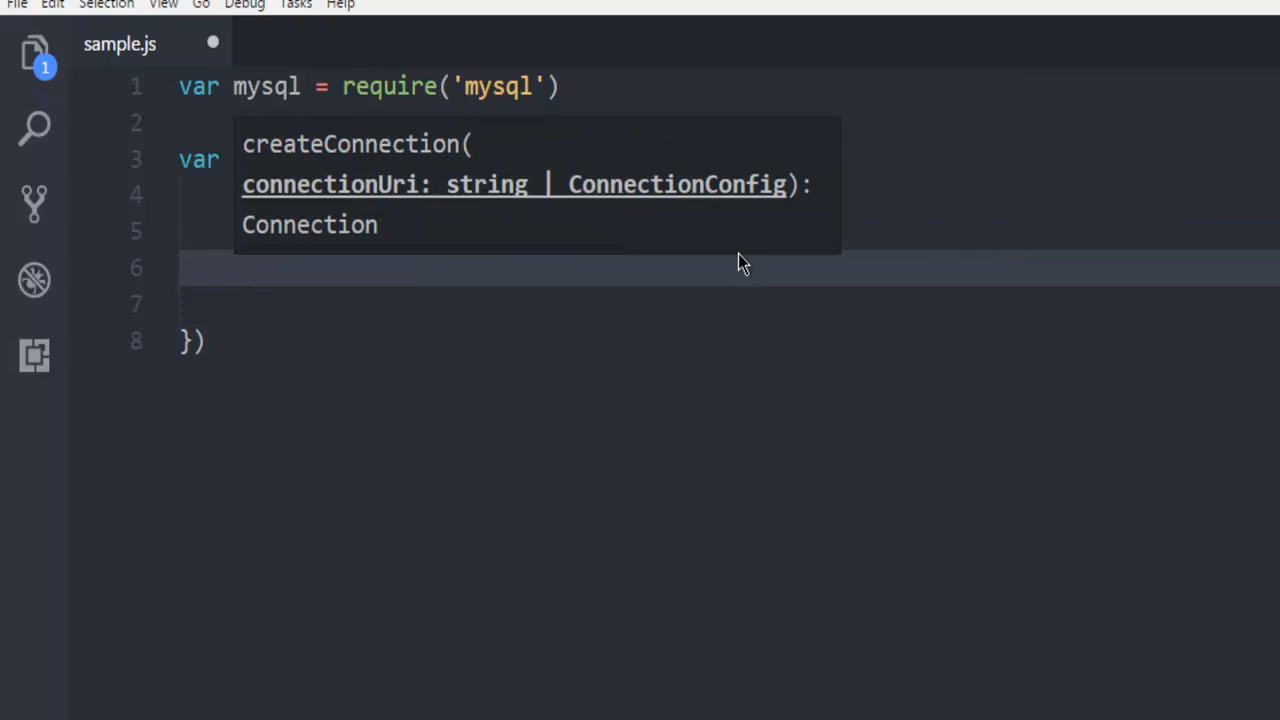 File Edit Selection View Go Debug Tasks Help
sample.js
1
1 var mysql = require('mysql')
2
3 var
createConnection(
connectionUri: string | ConnectionConfig):
Connection
4
5
6
7
8 })